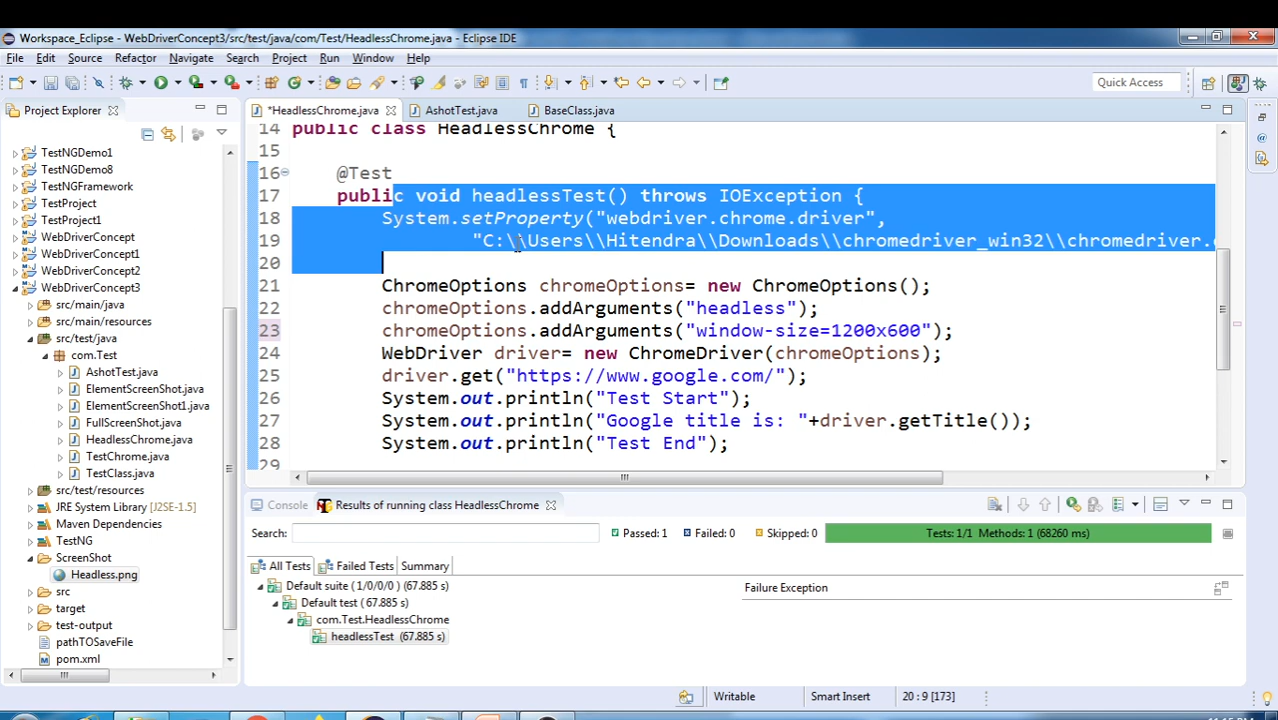 Workspace_Eclipse - WebDriverConcept3/src/test/java/com/Test/HeadlessChrome.java - Eclipse IDE
File Edit Source Refactor Navigate Search Project Run Window Help
Quick Access
Project Explorer
TestNGDemo1
TestNGDemo8
TestNGFramework
TestProject
TestProject1
WebDriverConcept
WebDriverConcept1
WebDriverConcept2
WebDriverConcept3
src/main/java
src/main/resources
src/test/java
com.Test
AshotTest.java
ElementScreenShot.java
ElementScreenShot1.java
FullScreenShot.java
HeadlessChrome.java
TestChrome.java
TestClass.java
src/test/resources
JRE System Library [J2SE-1.5]
Maven Dependencies
TestNG
ScreenShot
Headless.png
src
target
test-output
pathTOSaveFile
pom.xml
*HeadlessChrome.java AshotTest.java BaseClass.java
14 public class HeadlessChrome {
15
16 @Test
17 public void headlessTest() throws IOException {
18 System.setProperty("webdriver.chrome.driver",
19 "C:\\Users\\Hitendra\\Downloads\\chromedriver_win32\\chromedriver.
20
21 ChromeOptions chromeOptions= new ChromeOptions();
22 chromeOptions.addArguments("headless");
23 chromeOptions.addArguments("window-size=1200x600");
24 WebDriver driver= new ChromeDriver(chromeOptions);
25 driver.get("https://www.google.com/");
26 System.out.println("Test Start");
27 System.out.println("Google title is: "+driver.getTitle());
28 System.out.println("Test End");
29
Console Results of running class HeadlessChrome
Search: Passed: 1 Failed: 0 Skipped: 0 Tests: 1/1 Methods: 1 (68260 ms)
All Tests Failed Tests Summary
Default suite ( 1/0/0/0 ) (67.885 s) Failure Exception
Default test ( 67.885 s)
com.Test.HeadlessChrome
headlessTest (67.885 s)
Writable Smart Insert 20 : 9 [173]